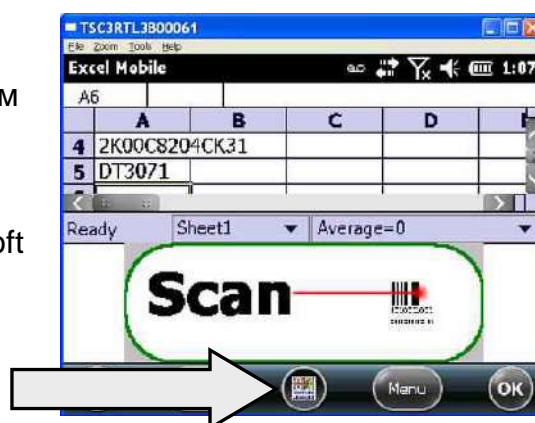 TSC3RTL3B00061
File Zoom Tools Help
Excel Mobile 1:07
A6
A B C D
4 2K00C8204CK31
5 DT3071
Ready Sheet1 Average=0
oft
Scan
Menu OK